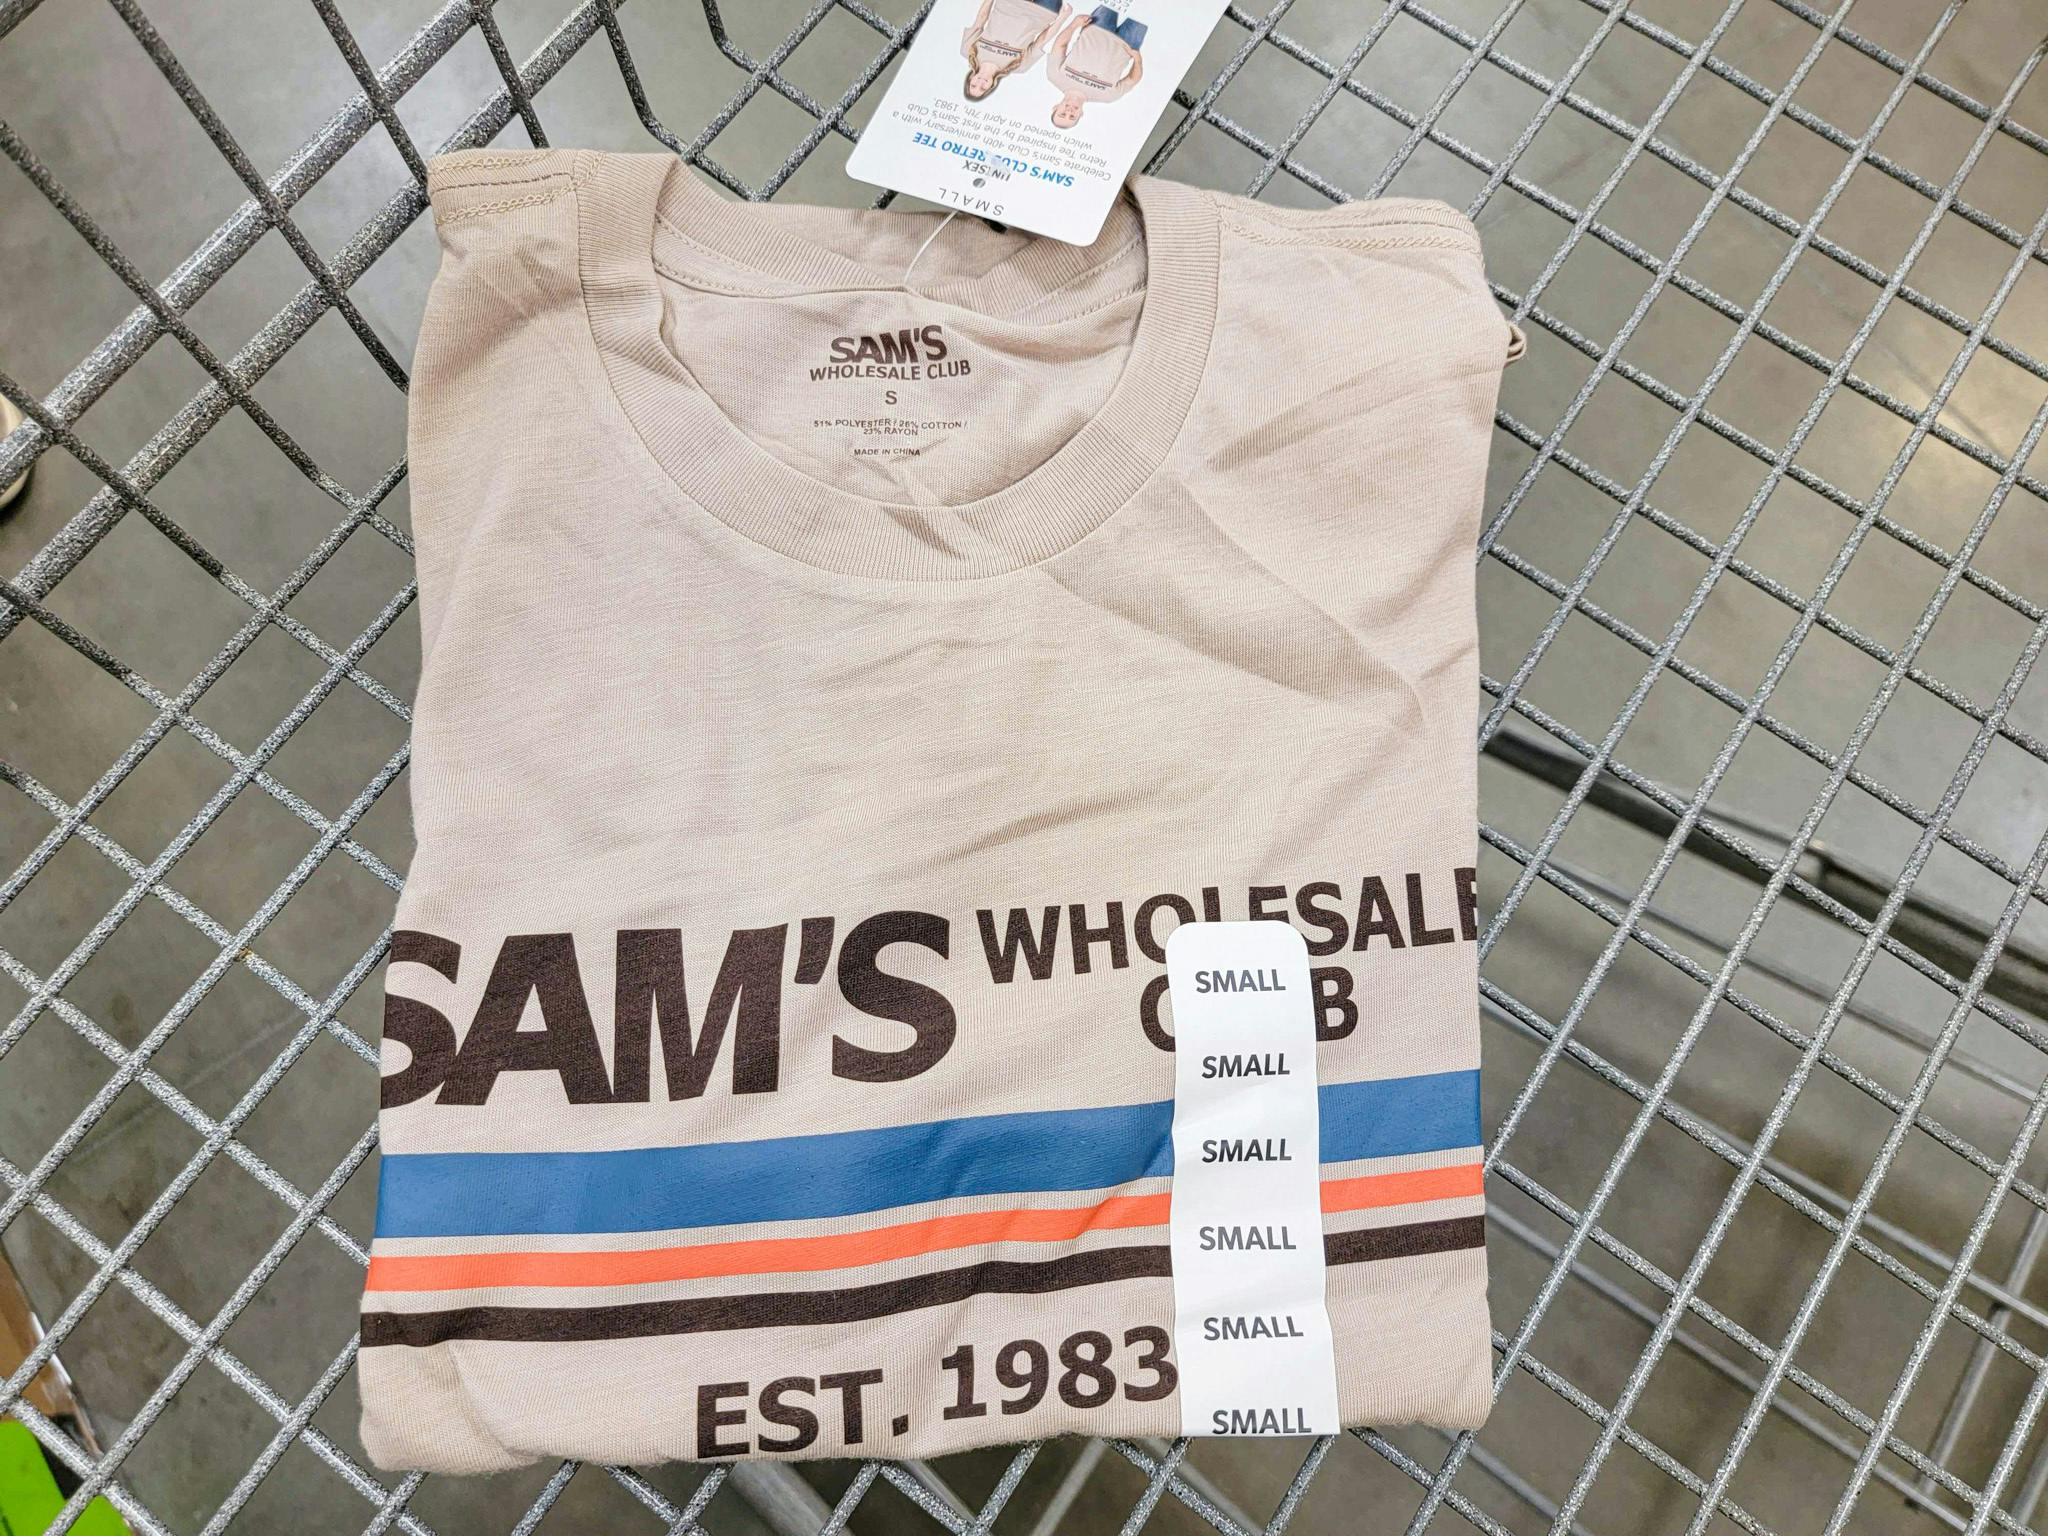 SMALL
UNISEX
SAM'S CLUB RETRO TEE
Celebrate Sam's Club 40th anniversary with a
Retro Tee inspired by the first Sam's Club
which opened on April 7th, 1983.
SAM'S
WHOLESALE CLUB
S
51% POLYESTER / 26% COTTON /
23% RAYON
MADE IN CHINA
SAM'S WHOLESALE
CLUB
EST. 1983
SMALL
SMALL
SMALL
SMALL
SMALL
SMALL